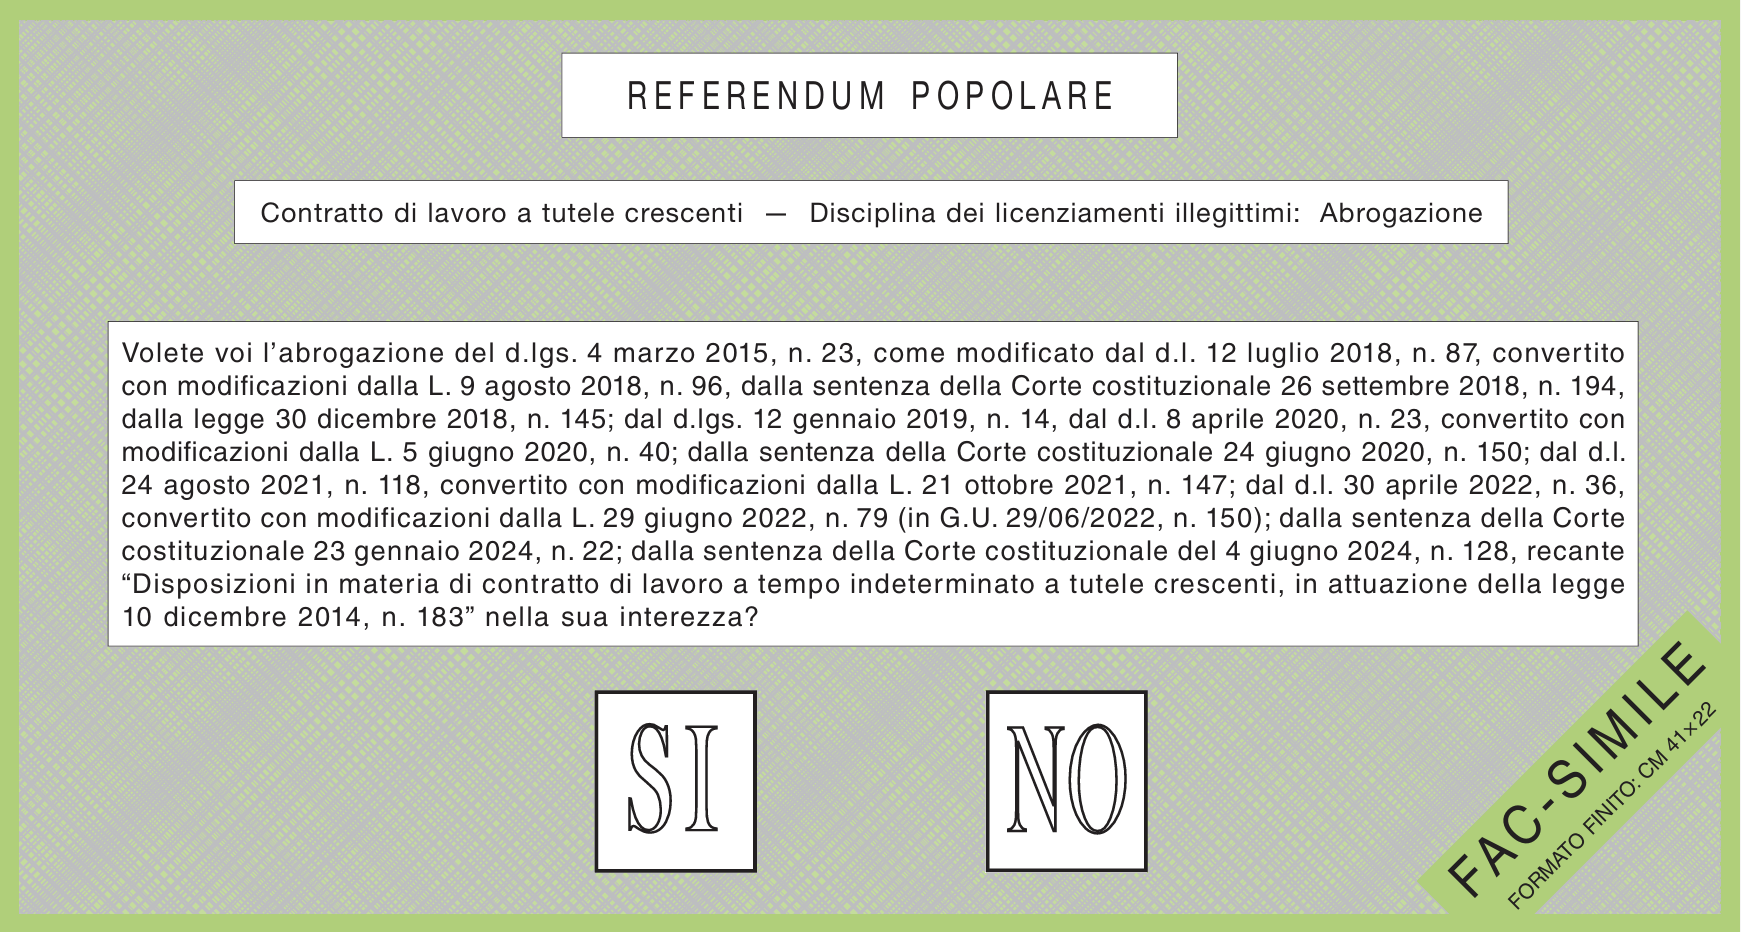 REFERENDUM POPOLARE
Contratto di lavoro a tutele crescenti — Disciplina dei licenziamenti illegittimi: Abrogazione
Volete voi l’abrogazione del d.lgs. 4 marzo 2015, n. 23, come modificato dal d.l. 12 luglio 2018, n. 87, convertito
con modificazioni dalla L. 9 agosto 2018, n. 96, dalla sentenza della Corte costituzionale 26 settembre 2018, n. 194,
dalla legge 30 dicembre 2018, n. 145; dal d.lgs. 12 gennaio 2019, n. 14, dal d.l. 8 aprile 2020, n. 23, convertito con
modificazioni dalla L. 5 giugno 2020, n. 40; dalla sentenza della Corte costituzionale 24 giugno 2020, n. 150; dal d.l.
24 agosto 2021, n. 118, convertito con modificazioni dalla L. 21 ottobre 2021, n. 147; dal d.l. 30 aprile 2022, n. 36,
convertito con modificazioni dalla L. 29 giugno 2022, n. 79 (in G.U. 29/06/2022, n. 150); dalla sentenza della Corte
costituzionale 23 gennaio 2024, n. 22; dalla sentenza della Corte costituzionale del 4 giugno 2024, n. 128, recante
“Disposizioni in materia di contratto di lavoro a tempo indeterminato a tutele crescenti, in attuazione della legge
10 dicembre 2014, n. 183” nella sua interezza?
SI
NO
FAC-SIMILE
FORMATO FINITO: CM 41×22